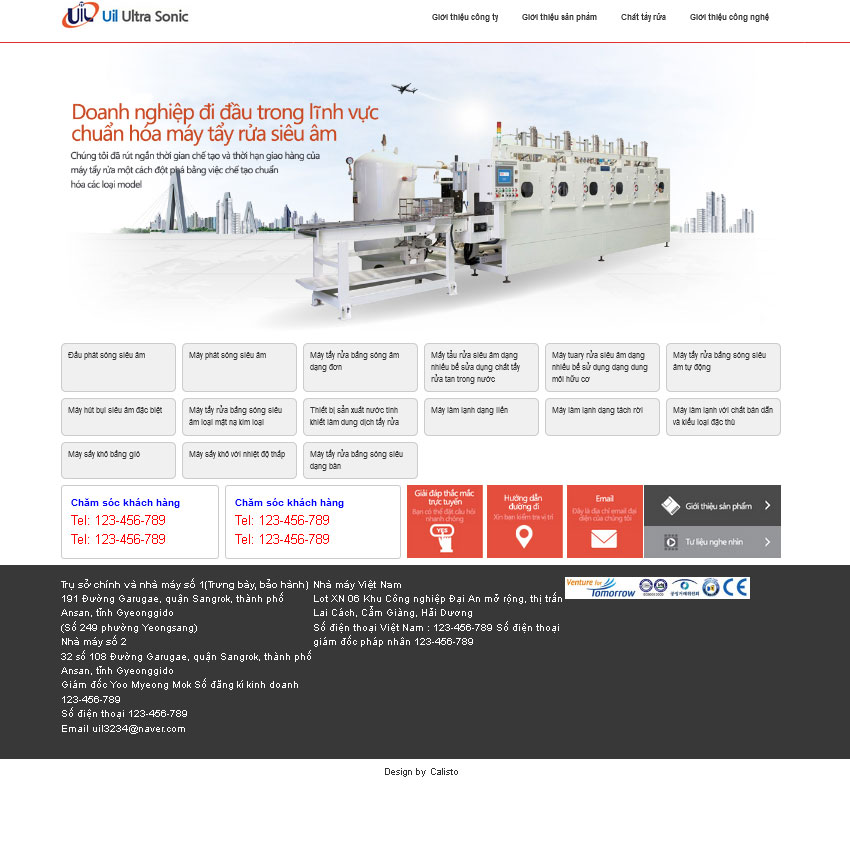 Uil Ultra Sonic
Giới thiệu công ty
Giới thiệu sản phẩm
Chất tẩy rửa
Giới thiệu công nghệ
Doanh nghiệp đi đầu trong lĩnh vực
chuẩn hóa máy tẩy rửa siêu âm
Chúng tôi đã rút ngắn thời gian chế tạo và thời hạn giao hàng của
máy tẩy rửa một cách đột phá bằng việc chế tạo chuẩn
hóa các loại model
Đầu phát sóng siêu âm
Máy phát sóng siêu âm
Máy tẩy rửa bằng sóng âm
dạng đơn
Mẩy tẩu rửa siêu âm dạng
nhiều bể sửa dụng chất tẩy
rửa tan trong nước
Máy tuary rửa siêu âm dạng
nhiều bể sử dụng dạng dung
môi hữu cơ
Máy tẩy rửa bằng sóng siêu
âm tự động
Máy hút bụi siêu âm đặc biệt
Máy tẩy rửa bằng sóng siêu
âm loại mặt nạ kim loại
Thiết bị sản xuất nước tinh
khiết làm dung dịch tẩy rửa
Máy làm lạnh dạng liền
Máy làm lạnh dạng tách rời
Máy làm lạnh với chất bán dẫn
và kiểu loại đặc thù
Máy sấy khô bằng gió
Máy sấy khô với nhiệt độ thấp
Máy tẩy rửa bằng sóng siêu
dạng bàn
Chăm sóc khách hàng
Tel: 123-456-789
Tel: 123-456-789
Chăm sóc khách hàng
Tel: 123-456-789
Tel: 123-456-789
Giải đáp thắc mắc
trực tuyến
Bạn có thể đặt câu hỏi
nhanh chóng
YES
Hướng dẫn
đường đi
Xin bạn kiểm tra vị trí
Email
Đây là địa chỉ email đại
diện của chúng tôi
Giới thiệu sản phẩm
Tư liệu nghe nhìn
Trụ sở chính và nhà máy số 1(Trưng bày, bảo hành)
191 Đường Garugae, quận Sangrok, thành phố
Ansan, tỉnh Gyeonggido
(Số 249 phường Yeongsang)
Nhà máy số 2
32 số 108 Đường Garugae, quận Sangrok, thành phố
Ansan, tỉnh Gyeonggido
Giám đốc Yoo Myeong Mok Số đăng kí kinh doanh
123-456-789
Số điện thoại 123-456-789
Email uil3234@naver.com
Nhà máy Việt Nam
Lot XN 06 Khu Công nghiệp Đại An mở rộng, thị trấn
Lai Cách, Cẩm Giàng, Hải Dương
Số điện thoại Việt Nam : 123-456-789 Số điện thoại
giám đốc pháp nhân 123-456-789
Venture for
Tomorrow
CE
Design by Calisto